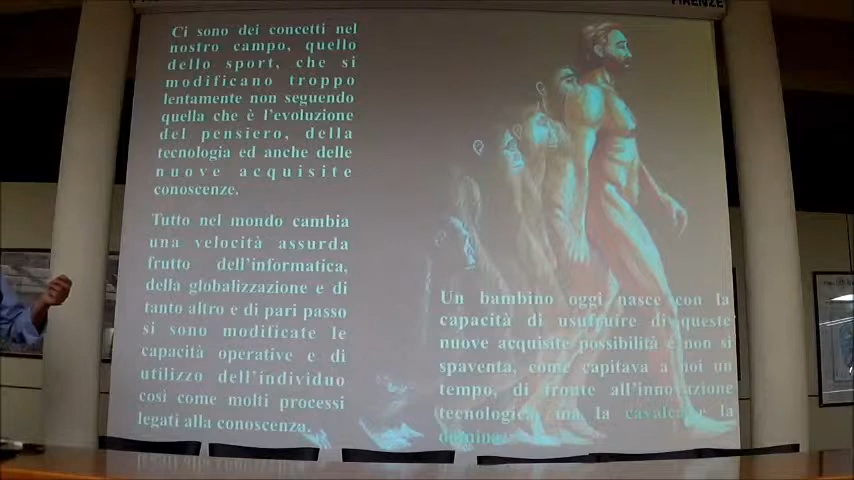 FIRENZE
Ci sono dei concetti nel
nostro campo, quello
dello sport, che si
modificano troppo
lentamente non seguendo
quella che è l'evoluzione
del pensiero, della
tecnologia ed anche delle
nuove acquisite
conoscenze.
Tutto nel mondo cambia
una velocità assurda
frutto dell'informatica,
della globalizzazione e di
tanto altro e di pari passo
si sono modificate le
capacità operative e di
utilizzo dell'individuo
così come molti processi
legati alla conoscenza.
Un bambino oggi nasce con la
capacità di usufruire di queste
nuove acquisite possibilità e non si
spaventa, come capitava a noi un
tempo, di fronte all'innovazione
tecnologica ma la cavalca e la
domina